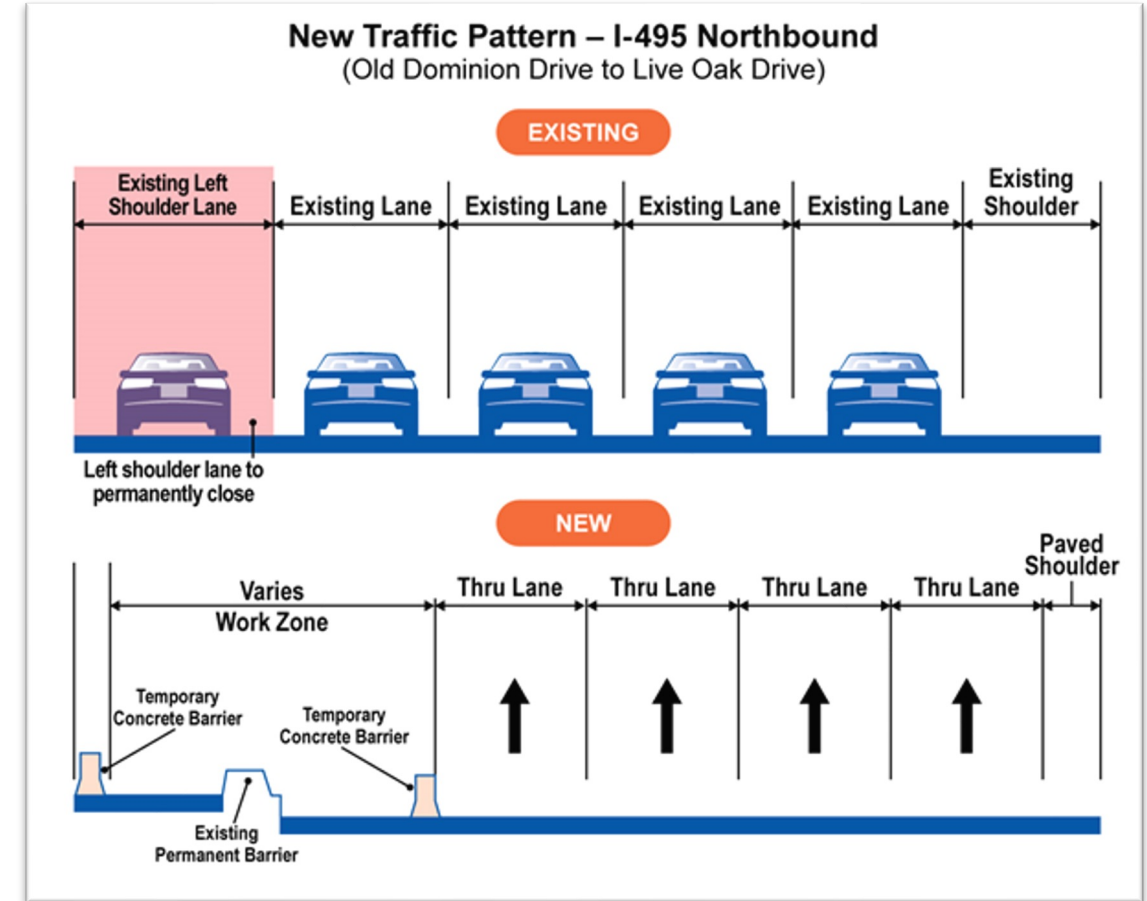 New Traffic Pattern – I-495 Northbound
(Old Dominion Drive to Live Oak Drive)
EXISTING
Existing Left
Shoulder Lane
Existing Lane
Existing Lane
Existing Lane
Existing Lane
Existing
Shoulder
Left shoulder lane to
permanently close
NEW
Varies
Work Zone
Thru Lane
Thru Lane
Thru Lane
Thru Lane
Paved
Shoulder
Temporary
Concrete Barrier
Temporary
Concrete Barrier
Existing
Permanent Barrier